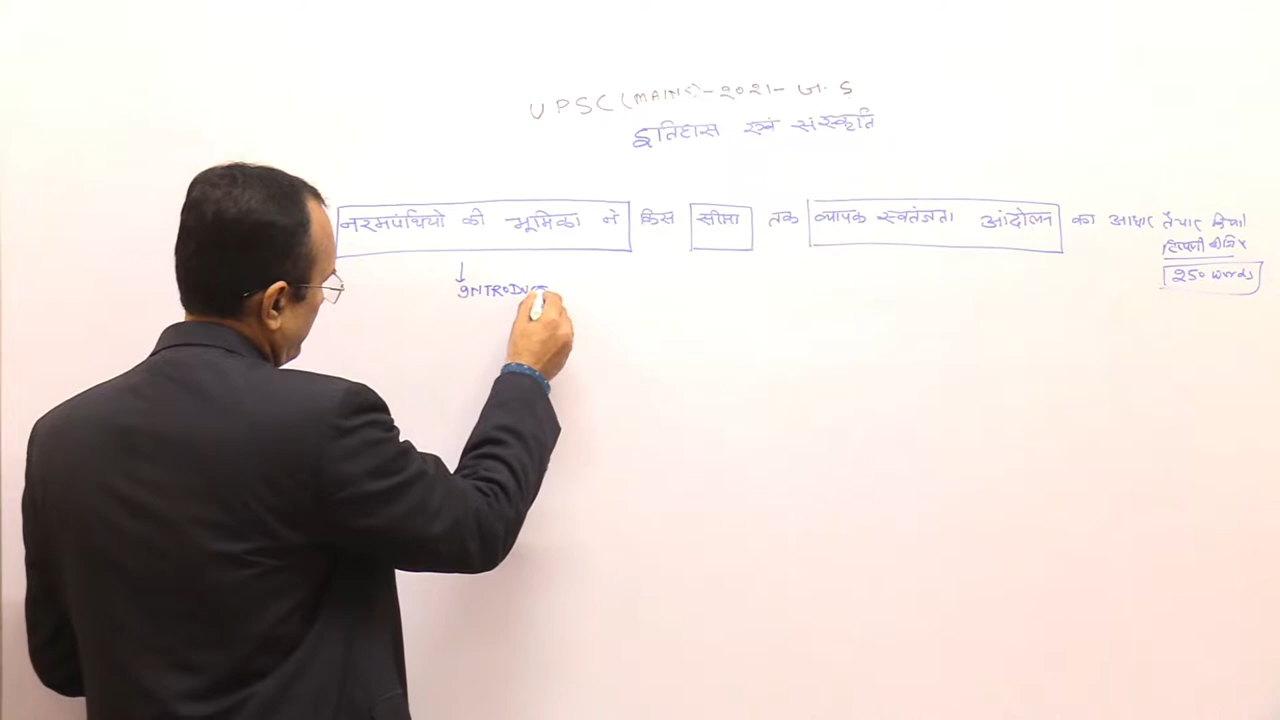 UPSC (MAINS)-2021- G.S
इतिहास एवं संस्कृति
नरमपंथियो की भूमिका ने किस सीमा तक व्यापक स्वतंत्रता आंदोलन का आधार तैयार किया
टिप्पणी कीजिए
250 words
INTRODUC